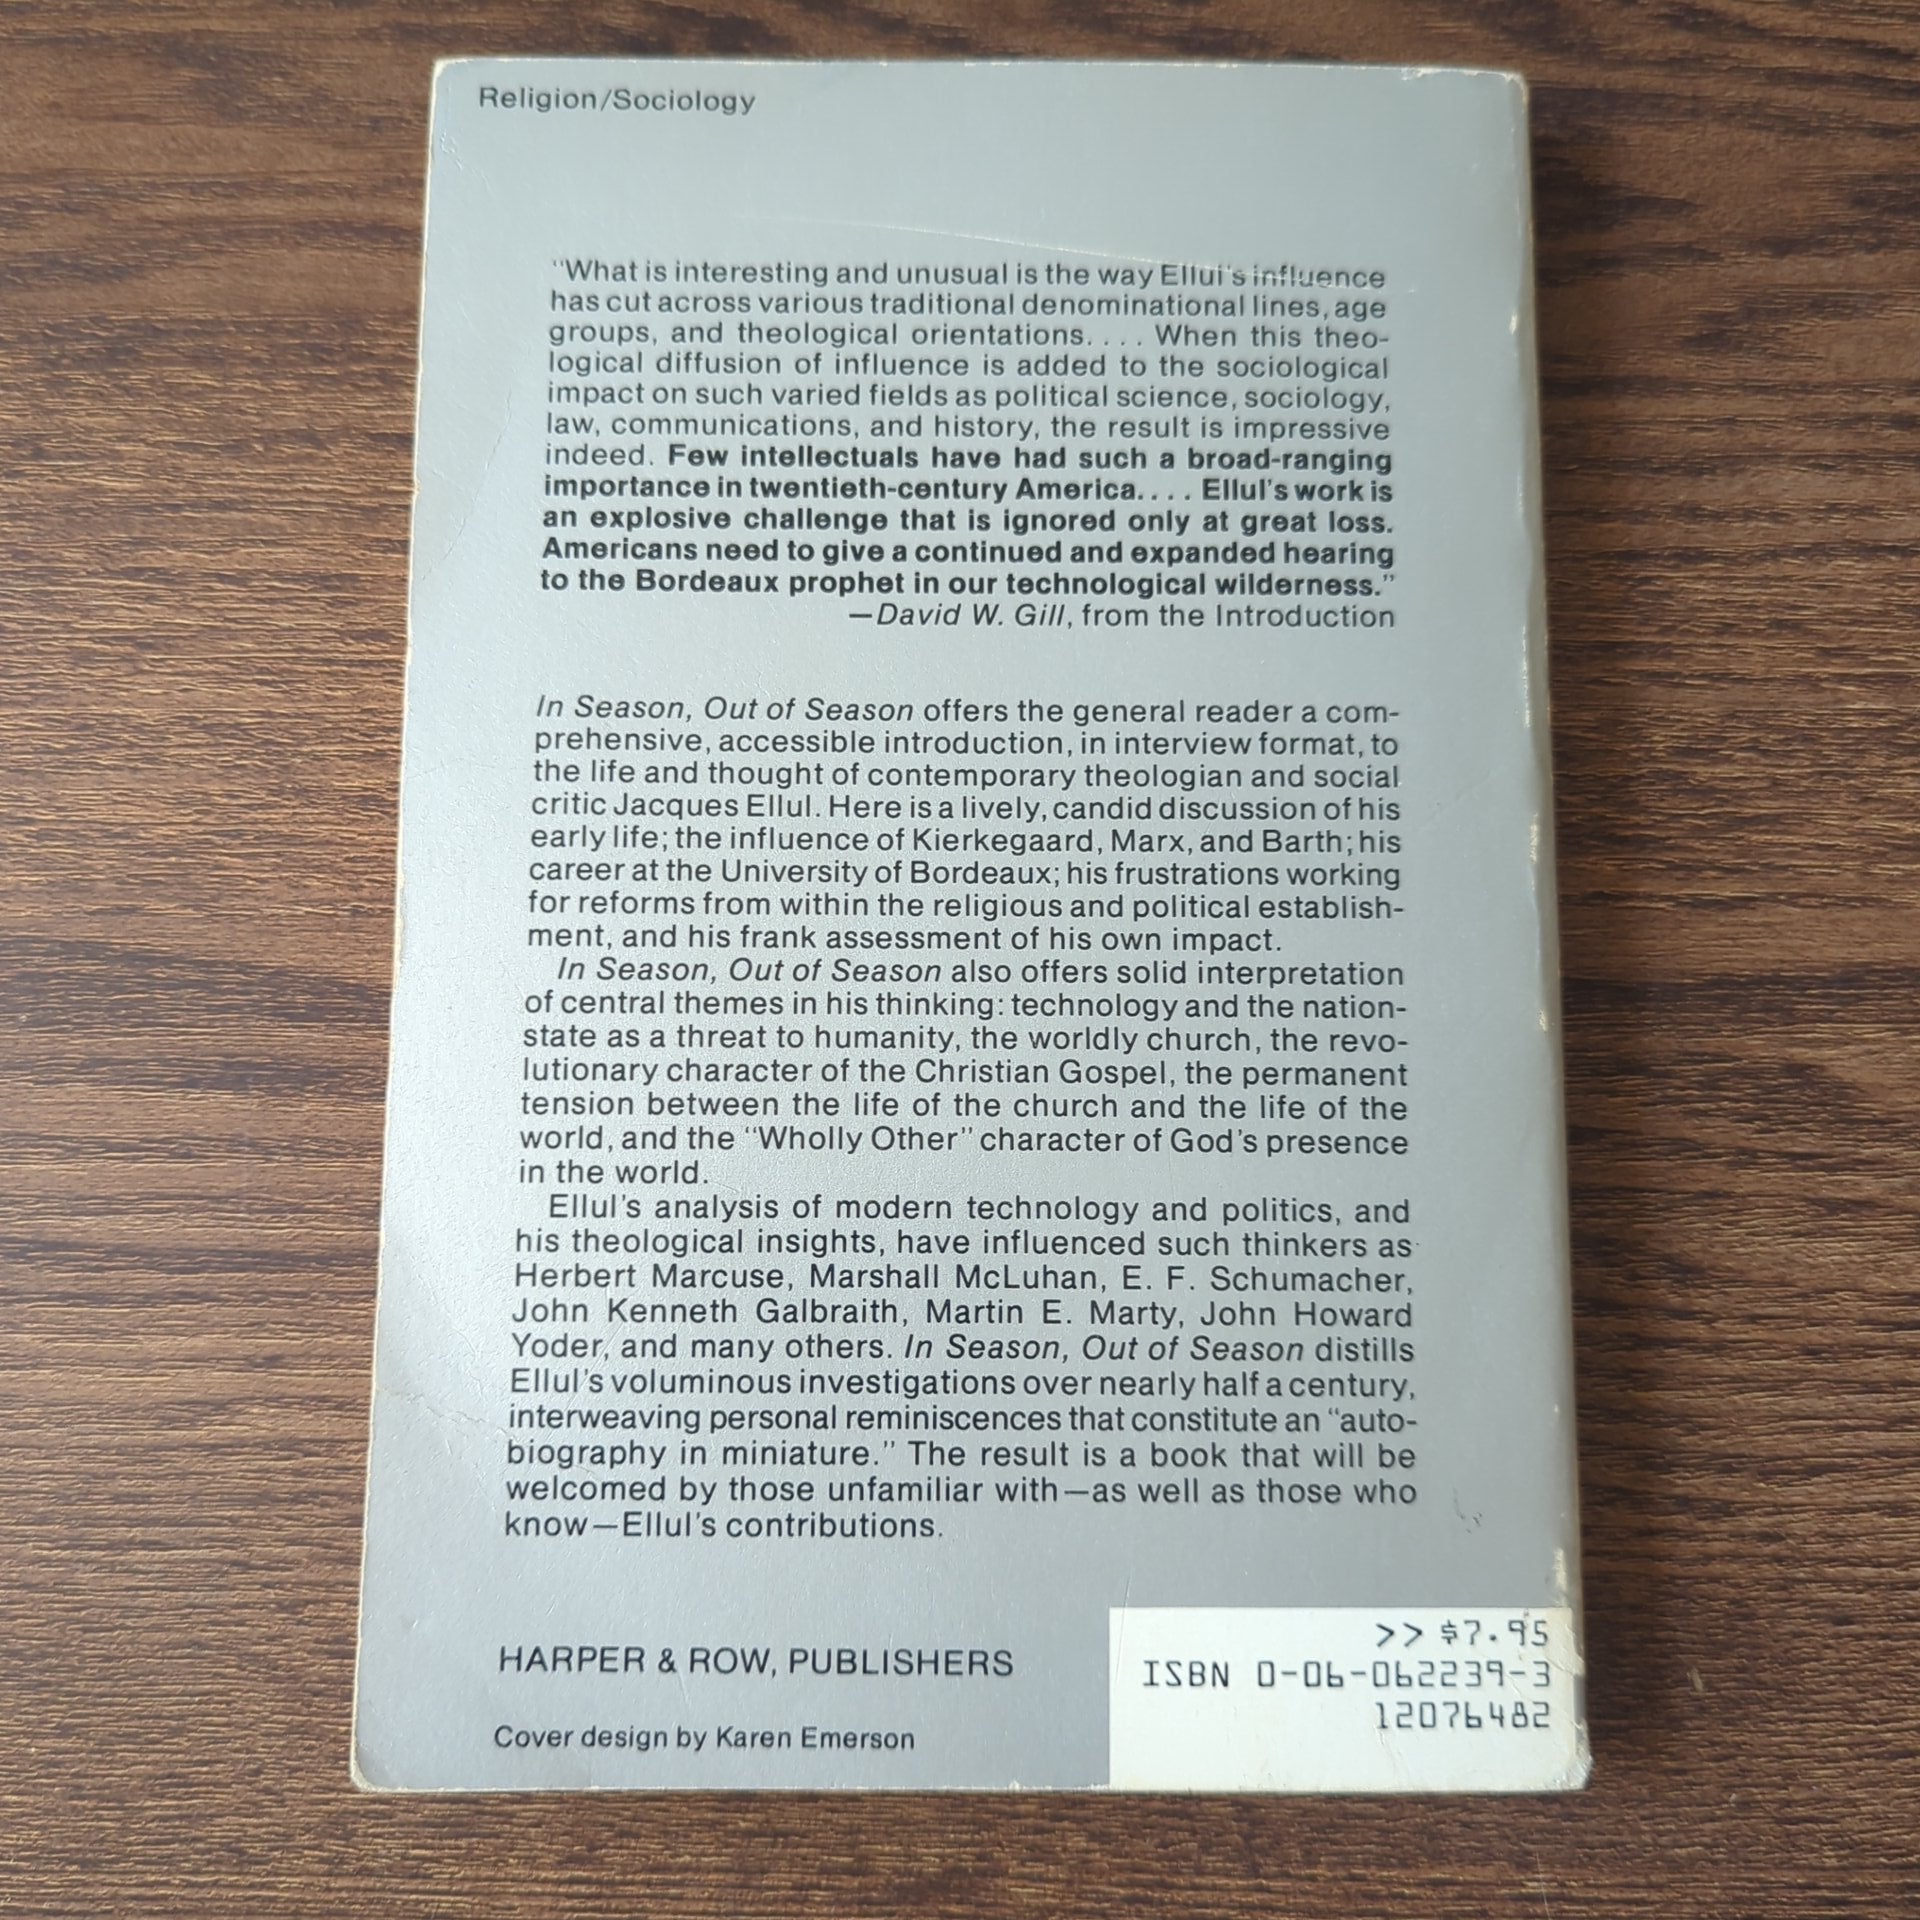 Religion/Sociology
"What is interesting and unusual is the way Ellul's influence
has cut across various traditional denominational lines, age
groups, and theological orientations. . . . When this theo-
logical diffusion of influence is added to the sociological
impact on such varied fields as political science, sociology,
law, communications, and history, the result is impressive
indeed. Few intellectuals have had such a broad-ranging
importance in twentieth-century America. . . . Ellul's work is
an explosive challenge that is ignored only at great loss.
Americans need to give a continued and expanded hearing
to the Bordeaux prophet in our technological wilderness."
—David W. Gill, from the Introduction
In Season, Out of Season offers the general reader a com-
prehensive, accessible introduction, in interview format, to
the life and thought of contemporary theologian and social
critic Jacques Ellul. Here is a lively, candid discussion of his
early life; the influence of Kierkegaard, Marx, and Barth; his
career at the University of Bordeaux; his frustrations working
for reforms from within the religious and political establish-
ment, and his frank assessment of his own impact.
In Season, Out of Season also offers solid interpretation
of central themes in his thinking: technology and the nation-
state as a threat to humanity, the worldly church, the revo-
lutionary character of the Christian Gospel, the permanent
tension between the life of the church and the life of the
world, and the "Wholly Other" character of God's presence
in the world.
Ellul's analysis of modern technology and politics, and
his theological insights, have influenced such thinkers as
Herbert Marcuse, Marshall McLuhan, E. F. Schumacher,
John Kenneth Galbraith, Martin E. Marty, John Howard
Yoder, and many others. In Season, Out of Season distills
Ellul's voluminous investigations over nearly half a century,
interweaving personal reminiscences that constitute an "auto-
biography in miniature." The result is a book that will be
welcomed by those unfamiliar with—as well as those who
know—Ellul's contributions.
HARPER & ROW, PUBLISHERS
Cover design by Karen Emerson
>> $7.95
ISBN 0-06-062239-3
12076482